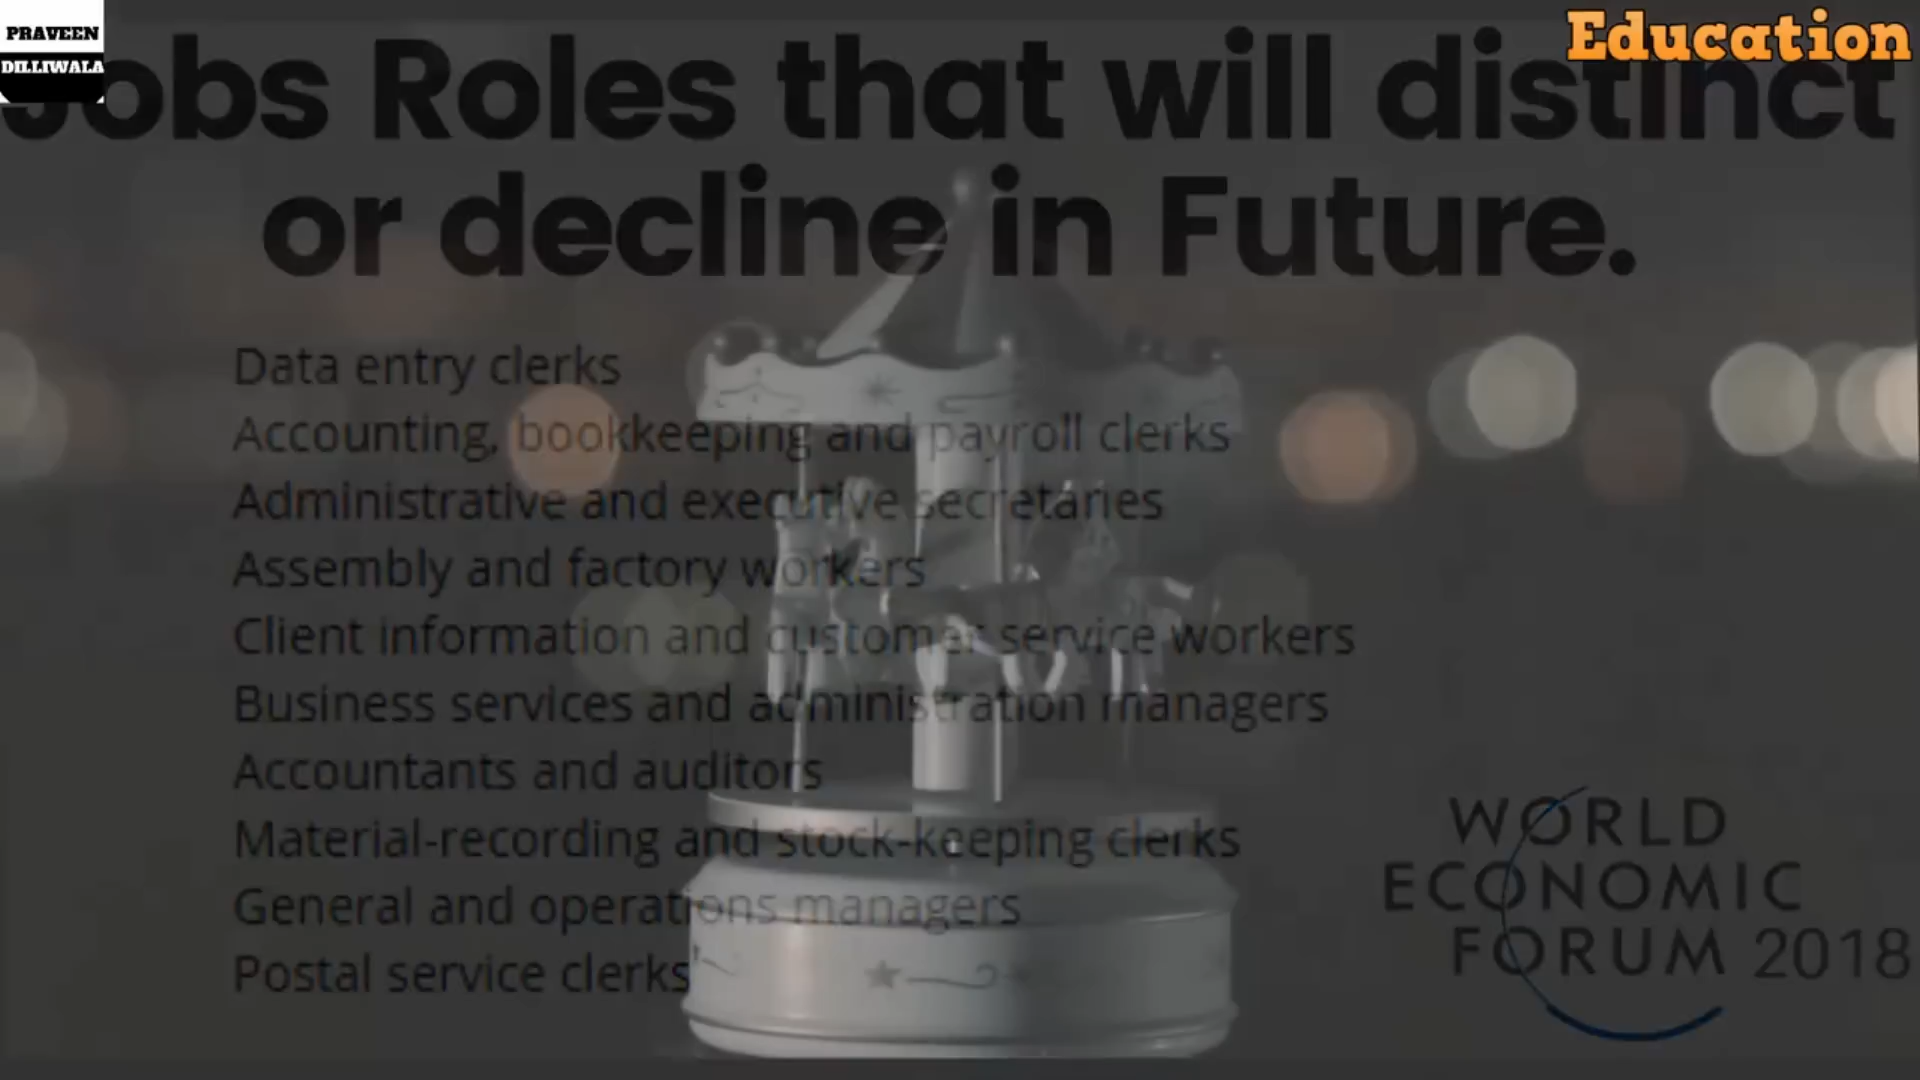 PRAVEEN
DILLIWALA
Education
Jobs Roles that will distinct
or decline in Future.
Data entry clerks
Accounting, bookkeeping and payroll clerks
Administrative and executive secretaries
Assembly and factory workers
Client information and customer service workers
Business services and administration managers
Accountants and auditors
Material-recording and stock-keeping clerks
General and operations managers
Postal service clerks
WORLD
ECONOMIC
FORUM 2018